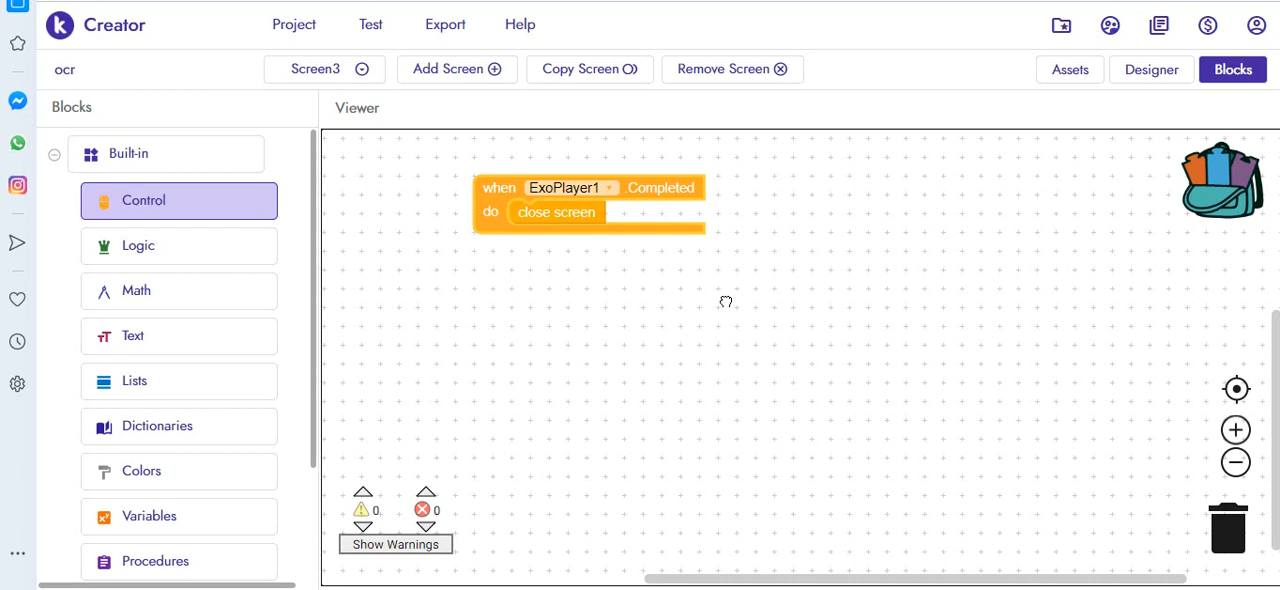 Creator Project Test Export Help
ocr Screen3 Add Screen Copy Screen Remove Screen Assets Designer Blocks
Blocks Viewer
Built-in
Control
Logic
Math
Text
Lists
Dictionaries
Colors
Variables
Procedures
when ExoPlayer1 .Completed
do close screen
0 0
Show Warnings